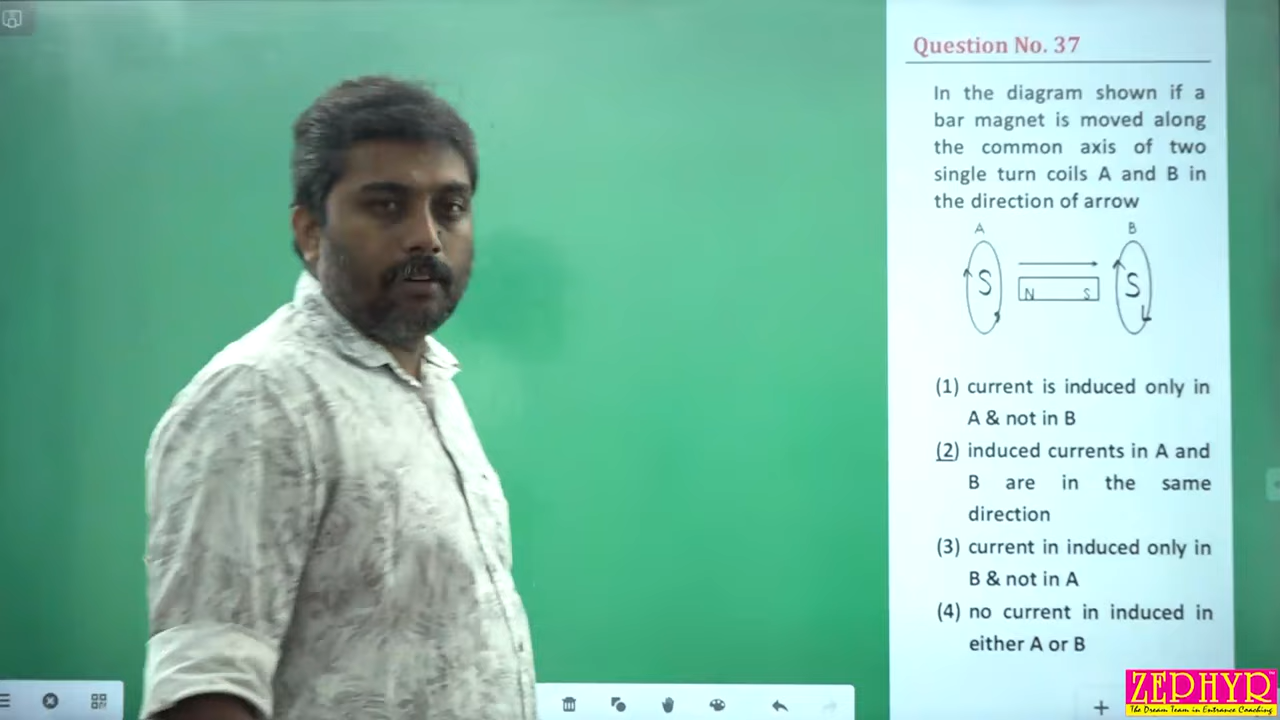 Question No. 37
In the diagram shown if a
bar magnet is moved along
the common axis of two
single turn coils A and B in
the direction of arrow
A B
S N S S
(1) current is induced only in
A & not in B
(2) induced currents in A and
B are in the same
direction
(3) current in induced only in
B & not in A
(4) no current in induced in
either A or B
ZEPHYR
The Dream Team in Entrance Coaching